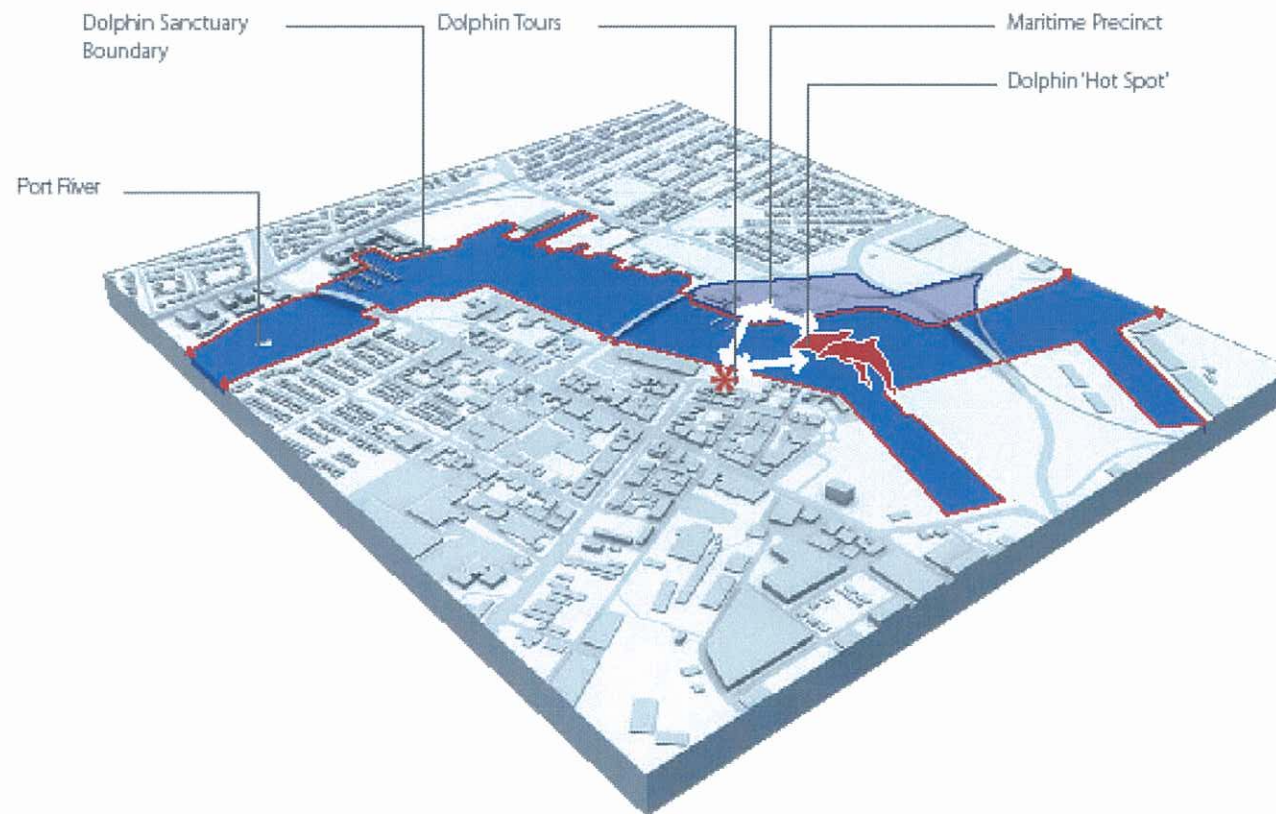 Dolphin Sanctuary
Boundary
Dolphin Tours
Maritime Precinct
Dolphin 'Hot Spot'
Port River